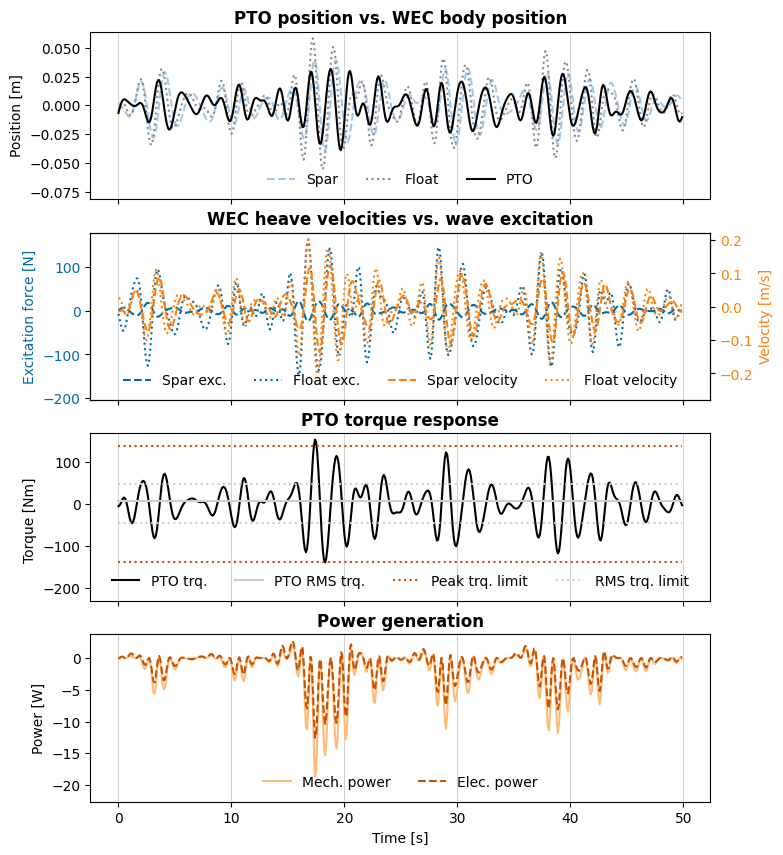 PTO position vs. WEC body position
Position [m]
0.050
0.025
0.000
−0.025
−0.050
−0.075
Spar Float PTO
WEC heave velocities vs. wave excitation
Excitation force [N]
100
0
−100
−200
0.2
0.1
0.0
−0.1
−0.2
Velocity [m/s]
Spar exc. Float exc. Spar velocity Float velocity
PTO torque response
Torque [Nm]
100
0
−100
−200
PTO trq. PTO RMS trq. Peak trq. limit RMS trq. limit
Power generation
Power [W]
0
−5
−10
−15
−20
Mech. power Elec. power
0 10 20 30 40 50
Time [s]